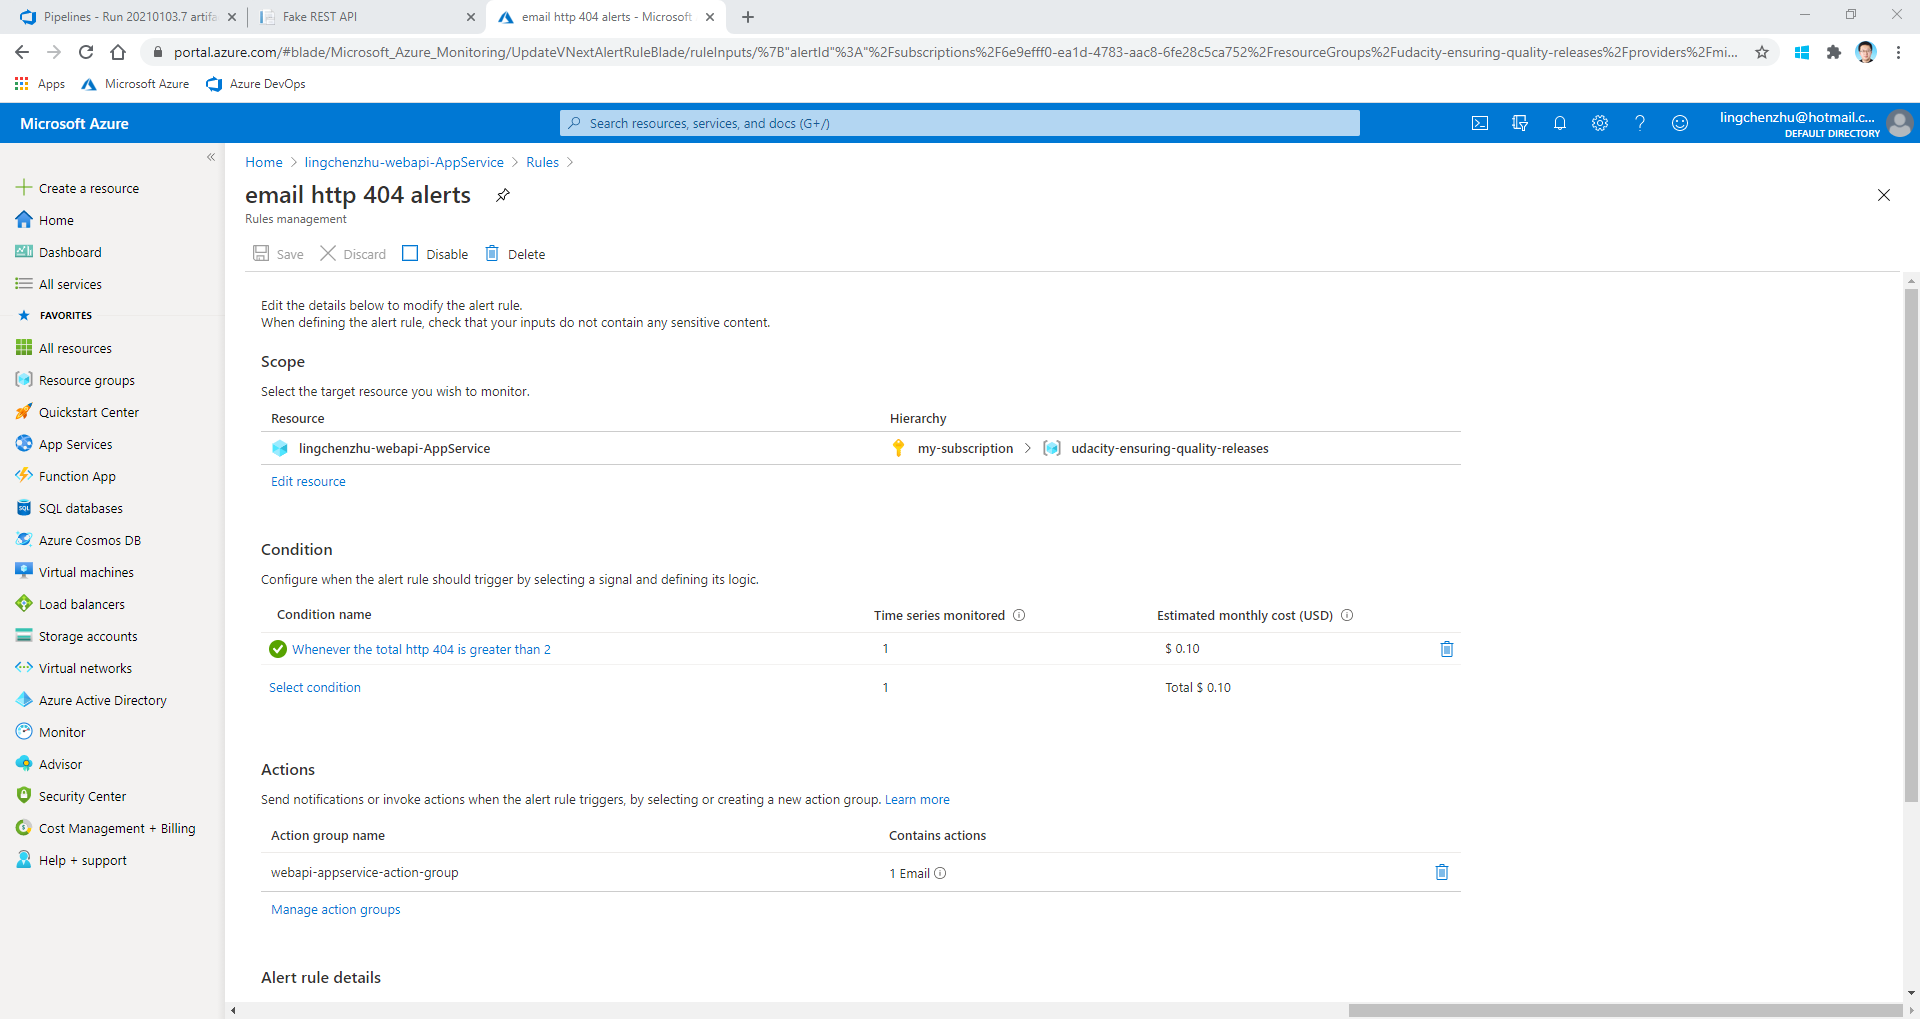 Pipelines - Run 20210103.7 artifa
Fake REST API
email http 404 alerts - Microsoft
portal.azure.com/#blade/Microsoft_Azure_Monitoring/UpdateVNextAlertRuleBlade/ruleInputs/%7B"alertId"%3A"%2Fsubscriptions%2F6e9efff0-ea1d-4783-aac8-6fe28c5ca752%2FresourceGroups%2Fudacity-ensuring-quality-releases%2Fproviders%2Fmi...
Apps
Microsoft Azure
Azure DevOps
Microsoft Azure
Search resources, services, and docs (G+/)
lingchenzhu@hotmail.c...
DEFAULT DIRECTORY
Create a resource
Home
Dashboard
All services
FAVORITES
All resources
Resource groups
Quickstart Center
App Services
Function App
SQL databases
Azure Cosmos DB
Virtual machines
Load balancers
Storage accounts
Virtual networks
Azure Active Directory
Monitor
Advisor
Security Center
Cost Management + Billing
Help + support
Home > lingchenzhu-webapi-AppService > Rules >
email http 404 alerts
Rules management
Save Discard Disable Delete
Edit the details below to modify the alert rule.
When defining the alert rule, check that your inputs do not contain any sensitive content.
Scope
Select the target resource you wish to monitor.
Resource Hierarchy
lingchenzhu-webapi-AppService my-subscription > udacity-ensuring-quality-releases
Edit resource
Condition
Configure when the alert rule should trigger by selecting a signal and defining its logic.
Condition name Time series monitored Estimated monthly cost (USD)
Whenever the total http 404 is greater than 2 1 $ 0.10
Select condition 1 Total $ 0.10
Actions
Send notifications or invoke actions when the alert rule triggers, by selecting or creating a new action group. Learn more
Action group name Contains actions
webapi-appservice-action-group 1 Email
Manage action groups
Alert rule details